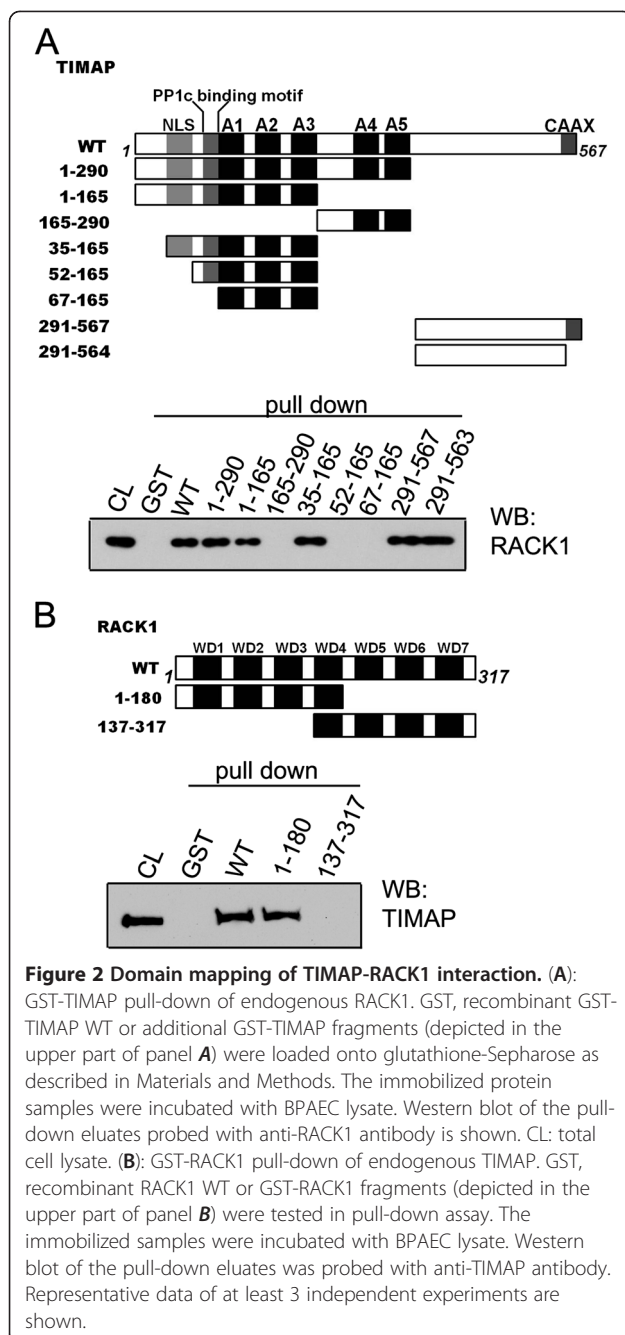 A
TIMAP
PP1c binding motif
NLS A1 A2 A3 A4 A5 CAAX
WT 1 567
1-290
1-165
165-290
35-165
52-165
67-165
291-567
291-564
pull down
CL GST WT 1-290 1-165 165-290 35-165 52-165 67-165 291-567 291-563
WB:
RACK1
B
RACK1
WD1 WD2 WD3 WD4 WD5 WD6 WD7
WT 1 317
1-180
137-317
pull down
CL GST WT 1-180 137-317
WB:
TIMAP
Figure 2 Domain mapping of TIMAP-RACK1 interaction. (A):
GST-TIMAP pull-down of endogenous RACK1. GST, recombinant GST-
TIMAP WT or additional GST-TIMAP fragments (depicted in the
upper part of panel A) were loaded onto glutathione-Sepharose as
described in Materials and Methods. The immobilized protein
samples were incubated with BPAEC lysate. Western blot of the pull-
down eluates probed with anti-RACK1 antibody is shown. CL: total
cell lysate. (B): GST-RACK1 pull-down of endogenous TIMAP. GST,
recombinant RACK1 WT or GST-RACK1 fragments (depicted in the
upper part of panel B) were tested in pull-down assay. The
immobilized samples were incubated with BPAEC lysate. Western
blot of the pull-down eluates was probed with anti-TIMAP antibody.
Representative data of at least 3 independent experiments are
shown.